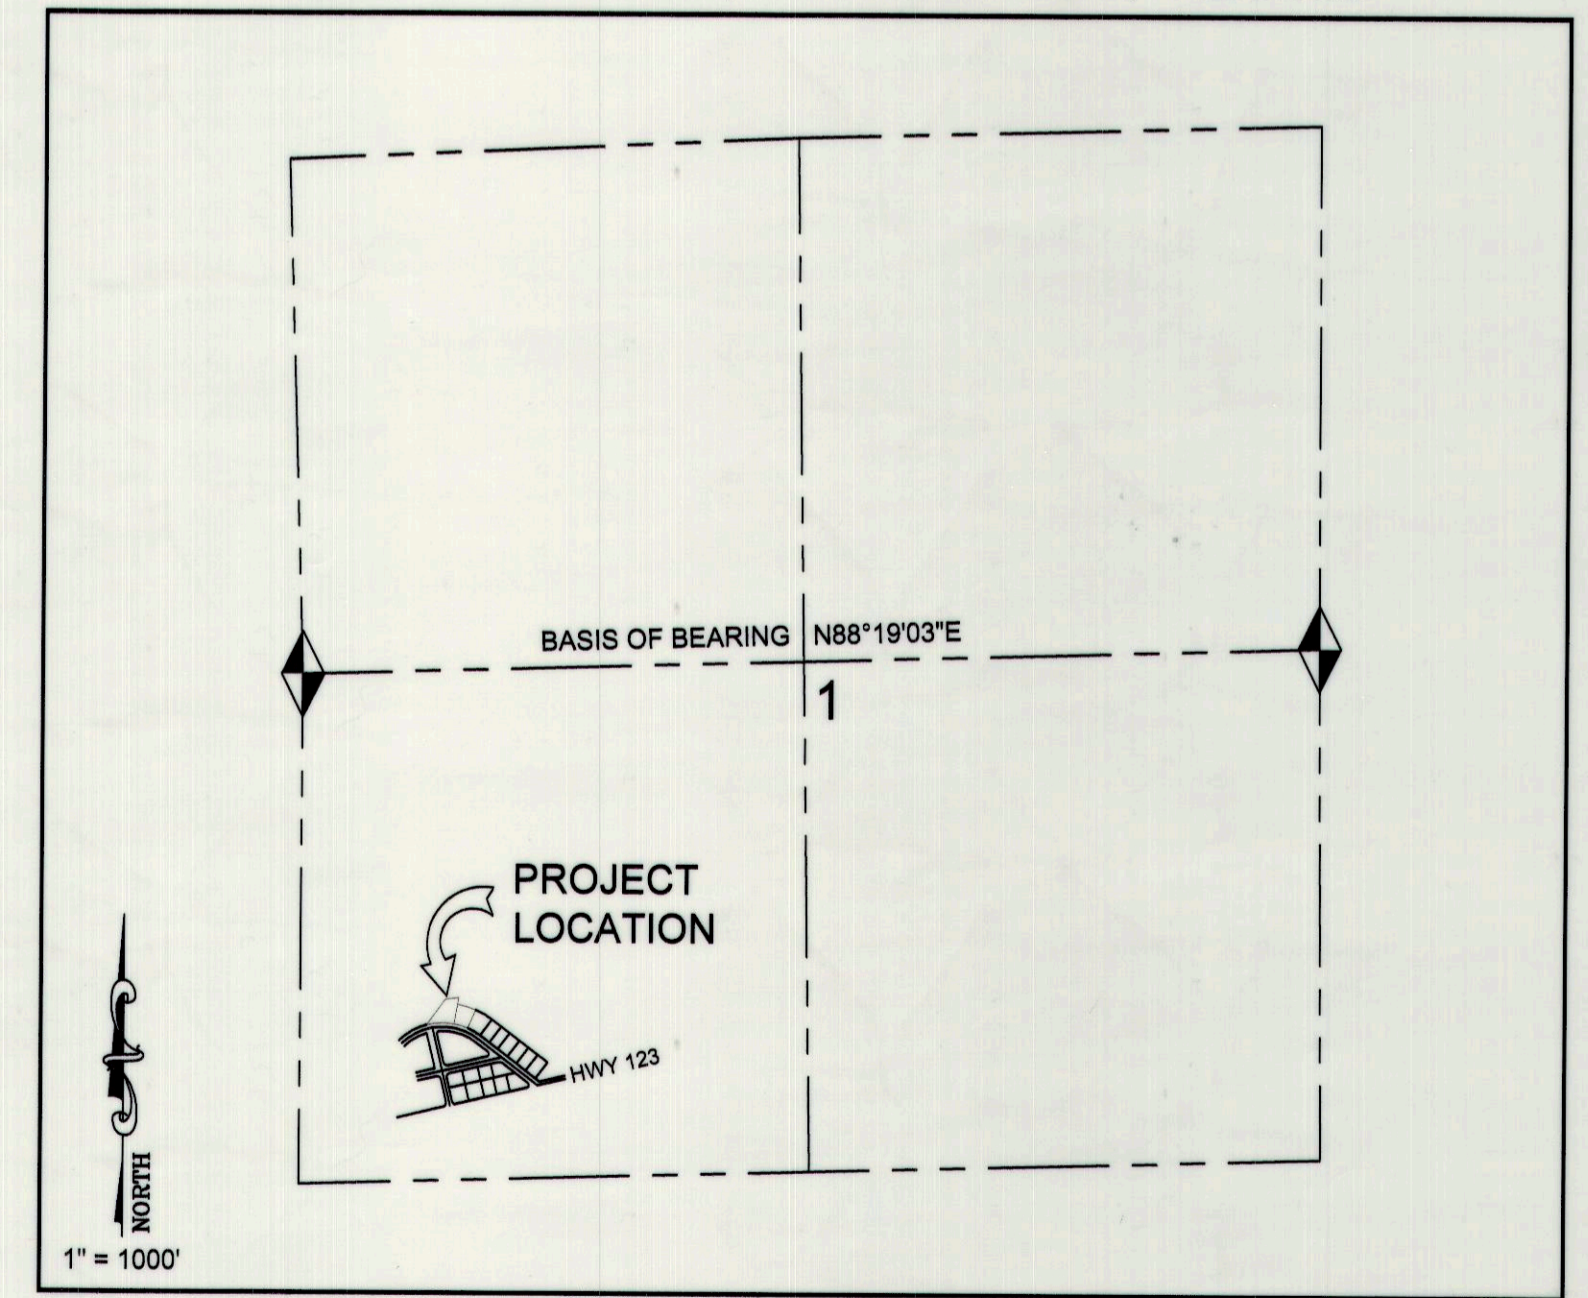 BASIS OF BEARING N88°19'03"E
1
PROJECT
LOCATION
HWY 123
NORTH
1" = 1000'